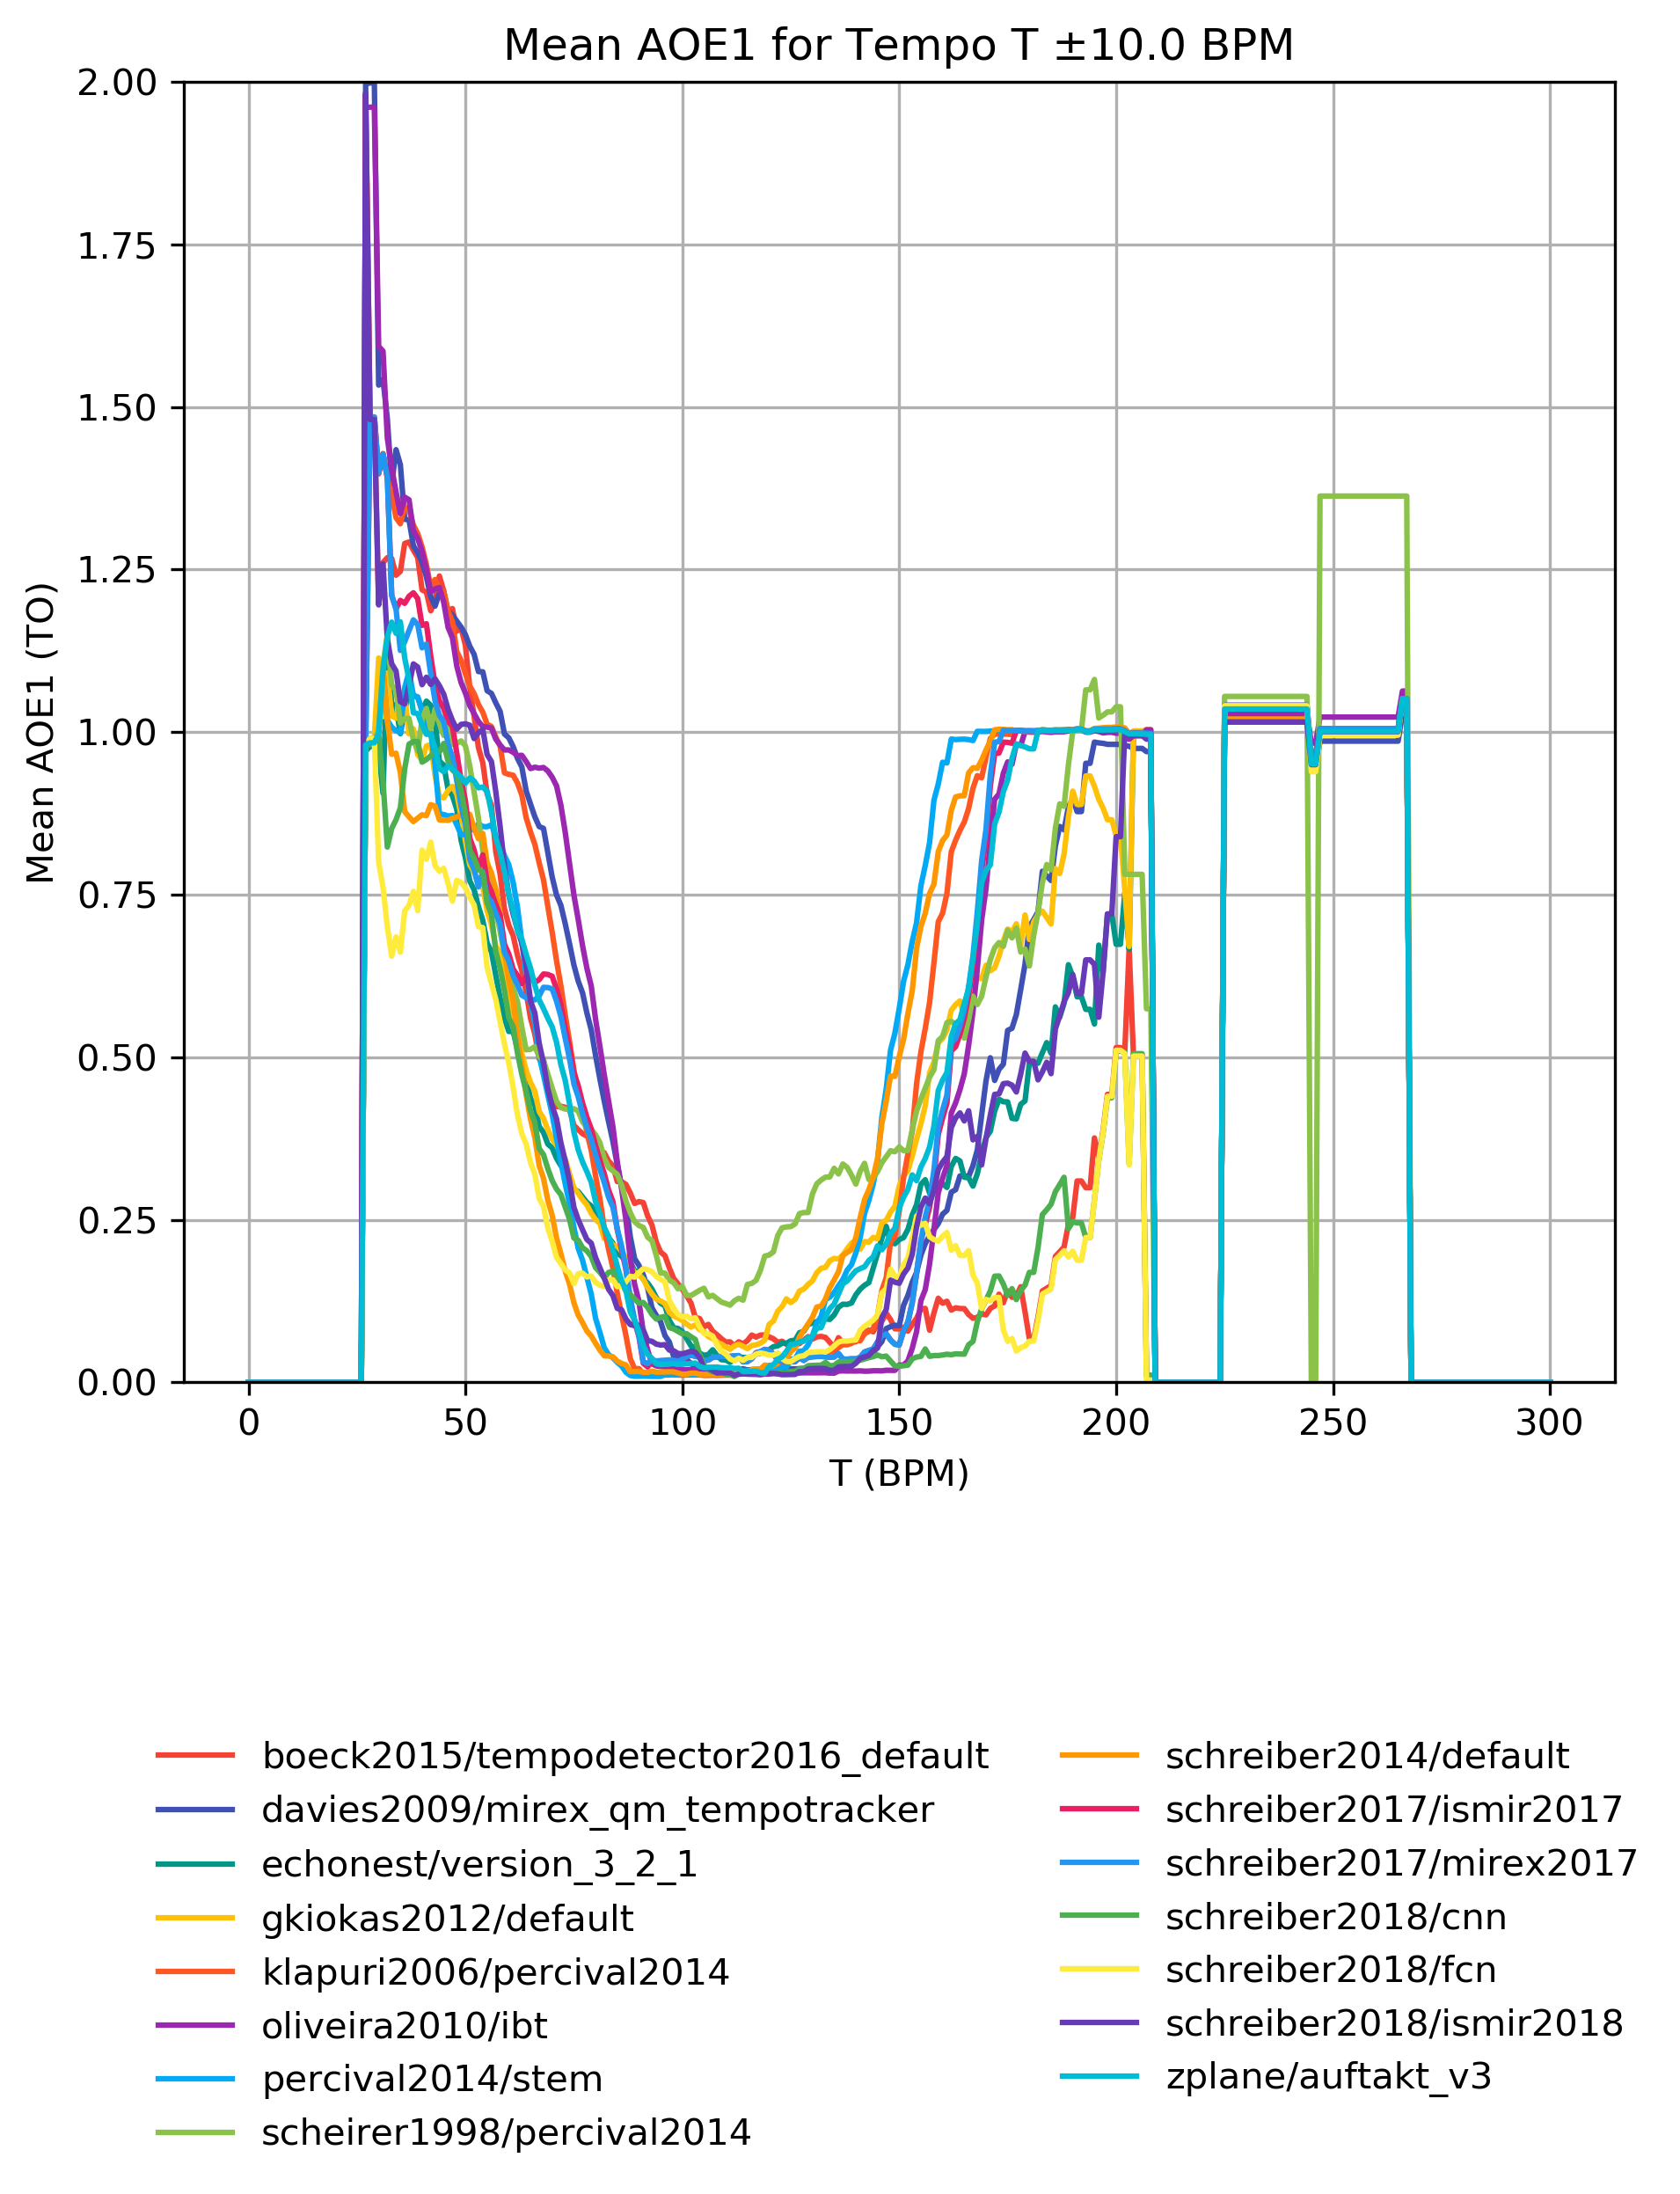 Mean AOE1 for Tempo T ±10.0 BPM
2.00
1.75
1.50
1.25
1.00
0.75
0.50
0.25
0.00
Mean AOE1 (TO)
0 50 100 150 200 250 300
T (BPM)
boeck2015/tempodetector2016_default
davies2009/mirex_qm_tempotracker
echonest/version_3_2_1
gkiokas2012/default
klapuri2006/percival2014
oliveira2010/ibt
percival2014/stem
scheirer1998/percival2014
schreiber2014/default
schreiber2017/ismir2017
schreiber2017/mirex2017
schreiber2018/cnn
schreiber2018/fcn
schreiber2018/ismir2018
zplane/auftakt_v3